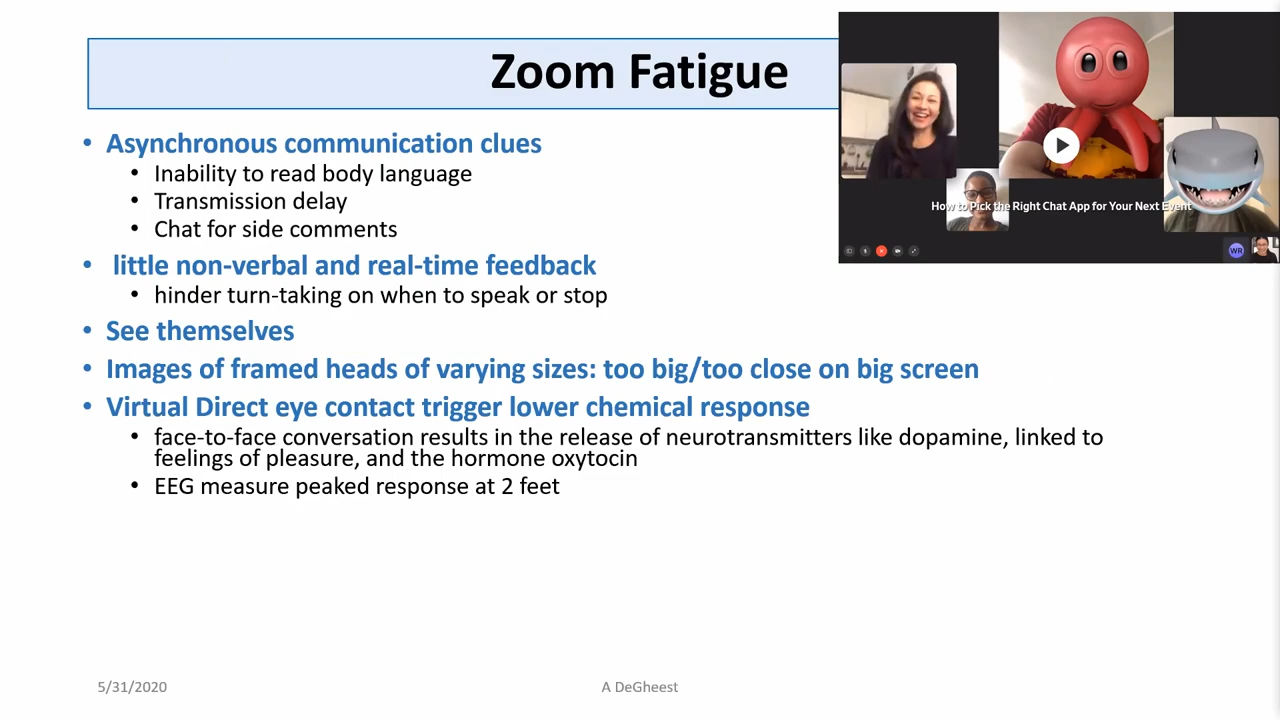 Zoom Fatigue
How to Pick the Right Chat App for Your Next Event
WR
• Asynchronous communication clues
• Inability to read body language
• Transmission delay
• Chat for side comments
• little non-verbal and real-time feedback
• hinder turn-taking on when to speak or stop
• See themselves
• Images of framed heads of varying sizes: too big/too close on big screen
• Virtual Direct eye contact trigger lower chemical response
• face-to-face conversation results in the release of neurotransmitters like dopamine, linked to
feelings of pleasure, and the hormone oxytocin
• EEG measure peaked response at 2 feet
5/31/2020
A DeGheest